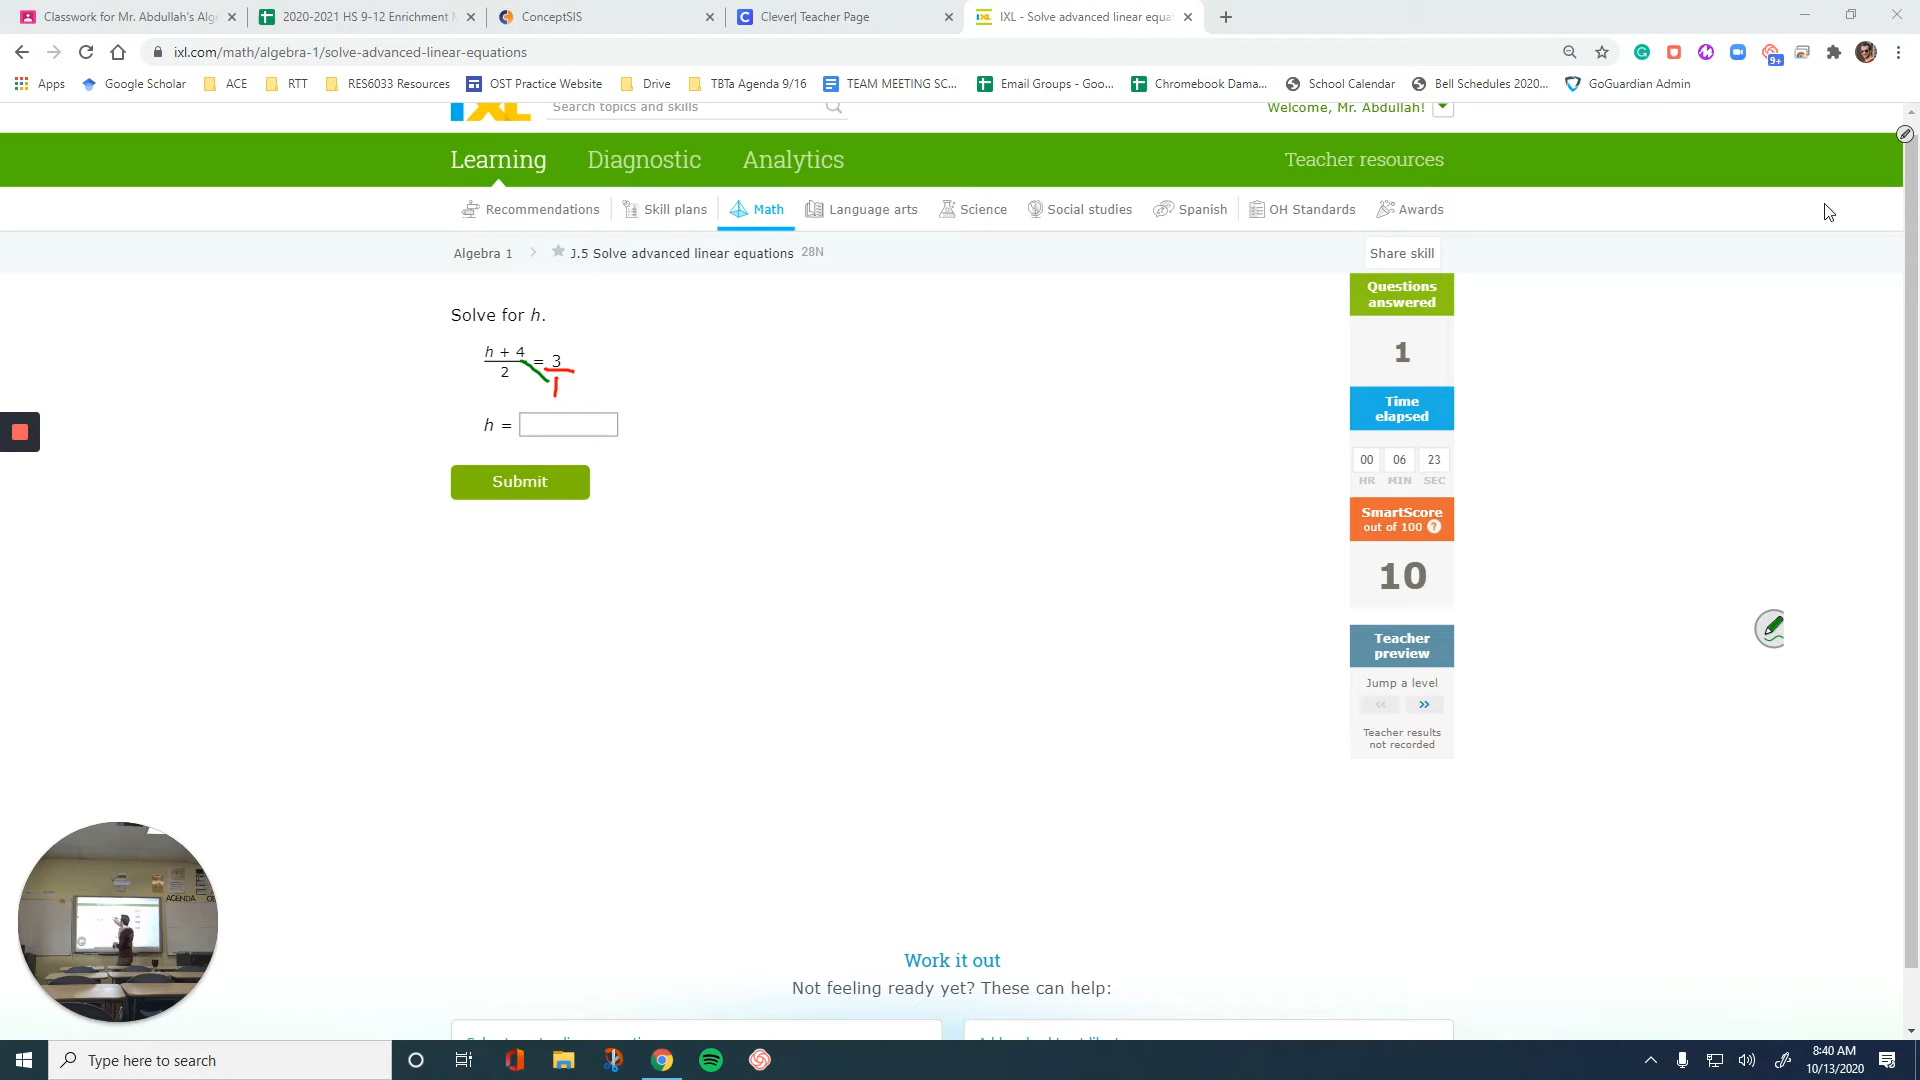 Classwork for Mr. Abdullah's Alge
2020-2021 HS 9-12 Enrichment M
ConceptSIS
Clever| Teacher Page
IXL - Solve advanced linear equa
ixl.com/math/algebra-1/solve-advanced-linear-equations
9+
Apps
Google Scholar
ACE
RTT
RES6033 Resources
OST Practice Website
Drive
TBTa Agenda 9/16
TEAM MEETING SC...
Email Groups - Goo...
Chromebook Dama...
School Calendar
Bell Schedules 2020...
GoGuardian Admin
IXL
Search topics and skills
Welcome, Mr. Abdullah!
Learning
Diagnostic
Analytics
Teacher resources
Recommendations
Skill plans
Math
Language arts
Science
Social studies
Spanish
OH Standards
Awards
Algebra 1
J.5 Solve advanced linear equations 28N
Share skill
Solve for h.
h + 4
= 3
2
1
h =
Submit
Questions
answered
1
Time
elapsed
00 06 23
HR MIN SEC
SmartScore
out of 100 ?
10
Teacher
preview
Jump a level
<< >>
Teacher results
not recorded
AGENDA
Work it out
Not feeling ready yet? These can help:
Type here to search
8:40 AM
10/13/2020